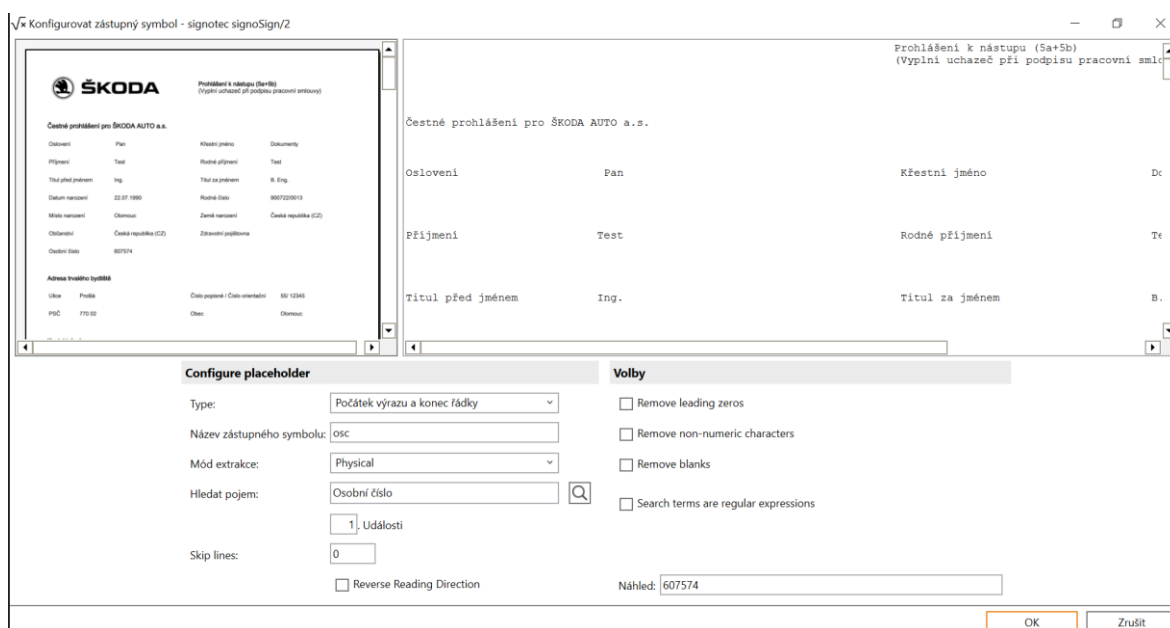 Konfigurovat zástupný symbol - signotec signoSign/2
ŠKODA
Prohlášení k nástupu (5a+5b)
(Vyplní uchazeč při podpisu pracovní smlouvy)
Čestné prohlášení pro ŠKODA AUTO a.s.
Oslovení Pan Křestní jméno Dokumenty
Příjmení Test Rodné příjmení Test
Titul před jménem Ing. Titul za jménem B. Eng.
Datum narození 22.07.1990 Rodné číslo 900722/0013
Místo narození Olomouc Země narození Česká republika (CZ)
Občanství Česká republika (CZ) Zdravotní pojišťovna
Osobní číslo 607574
Adresa trvalého bydliště
Ulice Prošlé Číslo popisné / Číslo orientační 55/ 12345
PSČ 770 02 Obec Olomouc
Prohlášení k nástupu (5a+5b)
(Vyplní uchazeč při podpisu pracovní smlo
Čestné prohlášení pro ŠKODA AUTO a.s.
Oslovení Pan Křestní jméno Do
Příjmení Test Rodné příjmení Te
Titul před jménem Ing. Titul za jménem B.
Configure placeholder
Type: Počátek výrazu a konec řádky
Název zástupného symbolu: osc
Mód extrakce: Physical
Hledat pojem: Osobní číslo
1. Události
Skip lines: 0
Reverse Reading Direction
Volby
Remove leading zeros
Remove non-numeric characters
Remove blanks
Search terms are regular expressions
Náhled: 607574
OK Zrušit